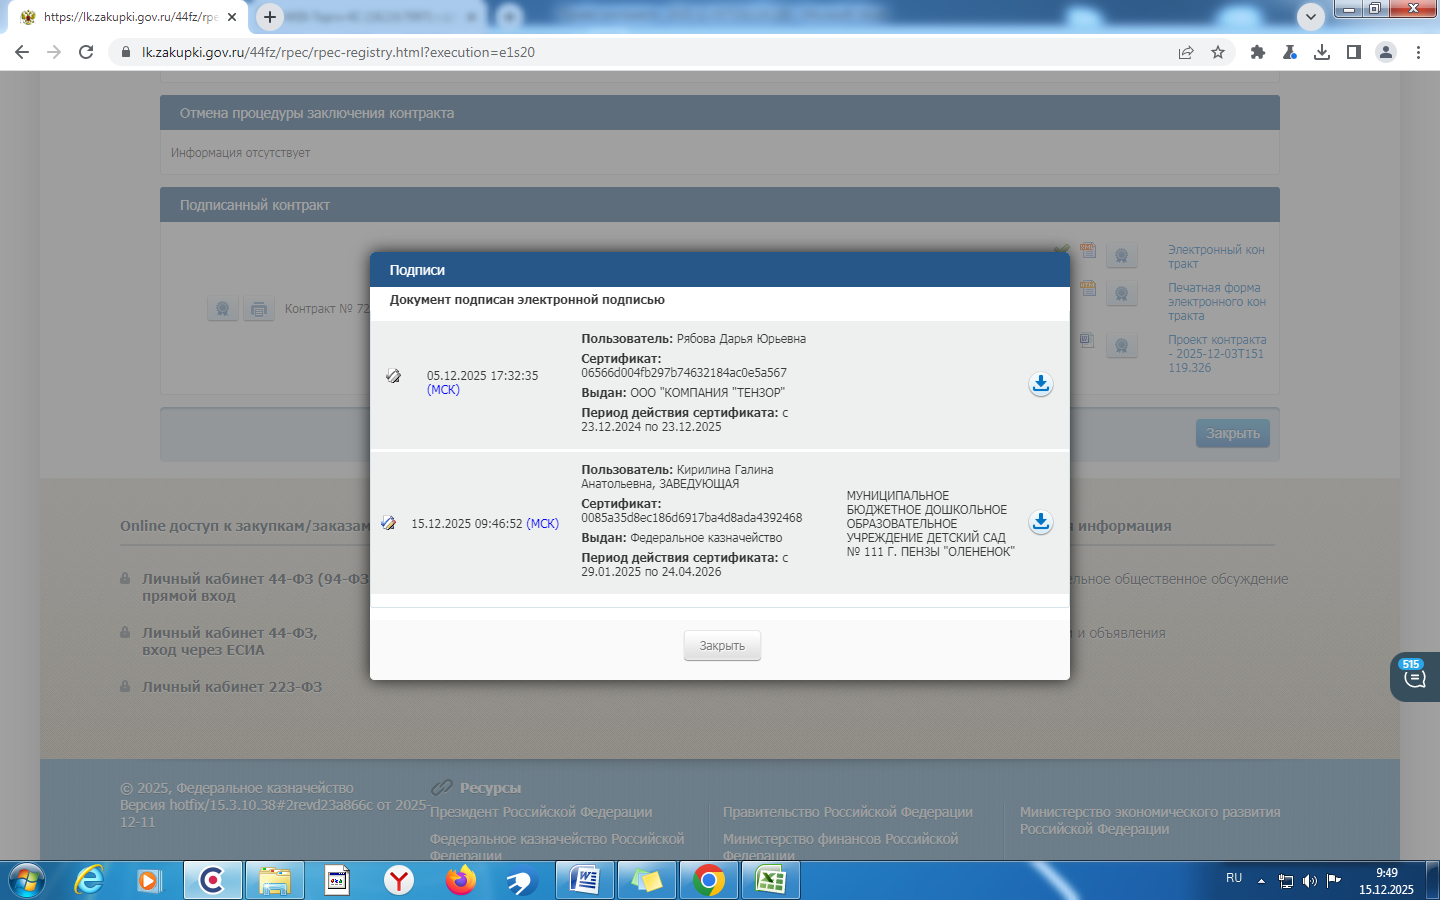 https://lk.zakupki.gov.ru/44fz/rpe
lk.zakupki.gov.ru/44fz/rpec/rpec-registry.html?execution=e1s20
Отмена процедуры заключения контракта
Информация отсутствует
Подписанный контракт
Контракт № 72
Электронный кон
тракт
Печатная форма
электронного кон
тракта
Проект контракта
- 2025-12-03T151
119.326
Закрыть
Подписи
Документ подписан электронной подписью
05.12.2025 17:32:35
(МСК)
Пользователь: Рябова Дарья Юрьевна
Сертификат:
06566d004fb297b74632184ac0e5a567
Выдан: ООО "КОМПАНИЯ "ТЕНЗОР"
Период действия сертификата: с
23.12.2024 по 23.12.2025
15.12.2025 09:46:52 (МСК)
Пользователь: Кирилина Галина
Анатольевна, ЗАВЕДУЮЩАЯ
Сертификат:
0085a35d8ec186d6917ba4d8ada4392468
Выдан: Федеральное казначейство
Период действия сертификата: с
29.01.2025 по 24.04.2026
МУНИЦИПАЛЬНОЕ
БЮДЖЕТНОЕ ДОШКОЛЬНОЕ
ОБРАЗОВАТЕЛЬНОЕ
УЧРЕЖДЕНИЕ ДЕТСКИЙ САД
№ 111 Г. ПЕНЗЫ "ОЛЕНЕНОК"
Закрыть
Online доступ к закупкам/заказам
Личный кабинет 44-ФЗ (94-ФЗ
прямой вход
Личный кабинет 44-ФЗ,
вход через ЕСИА
Личный кабинет 223-ФЗ
информация
ельное общественное обсуждение
и и объявления
515
© 2025, Федеральное казначейство
Версия hotfix/15.3.10.38#2revd23a866c от 2025-
12-11
Ресурсы
Президент Российской Федерации
Федеральное казначейство Российской
Федерации
Правительство Российской Федерации
Министерство финансов Российской
Федерации
Министерство экономического развития
Российской Федерации
RU
9:49
15.12.2025